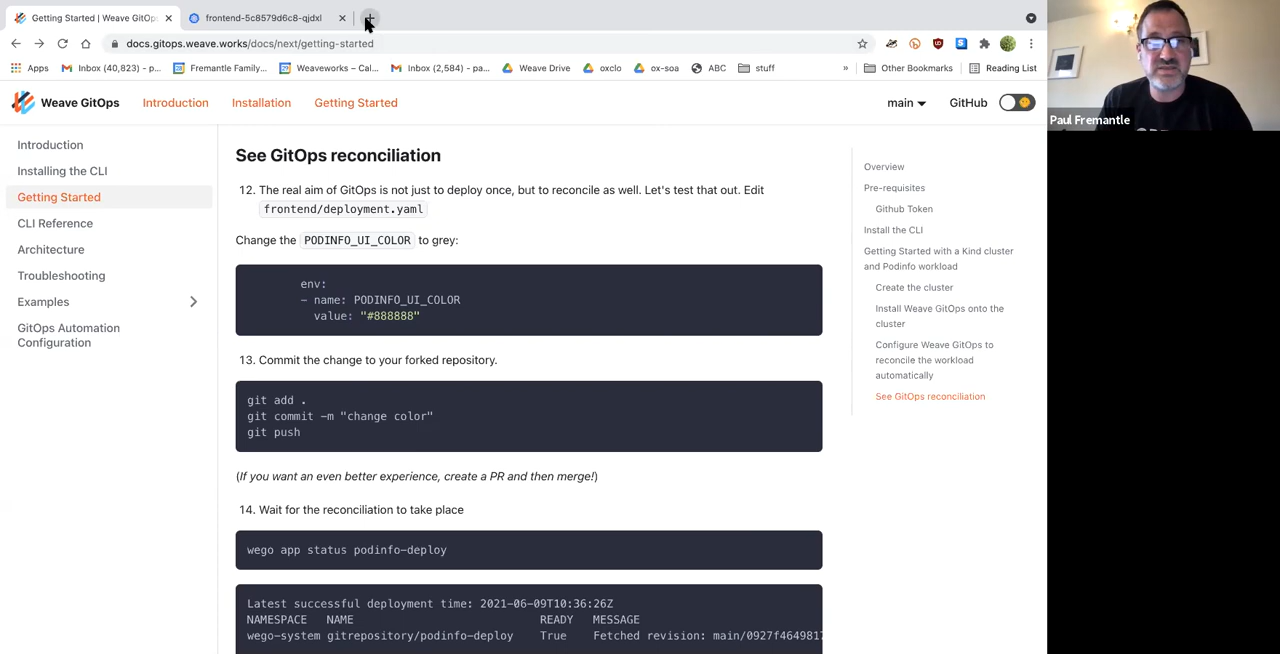 Getting Started | Weave GitOps
frontend-5c8579d6c8-qjdxl
docs.gitops.weave.works/docs/next/getting-started
Apps
Inbox (40,823) – p...
Fremantle Family...
Weaveworks – Cal...
Inbox (2,584) – pa...
Weave Drive
oxclo
ox-soa
ABC
stuff
»
Other Bookmarks
Reading List
Weave GitOps
Introduction
Installation
Getting Started
main
GitHub
Paul Fremantle
Introduction
Installing the CLI
Getting Started
CLI Reference
Architecture
Troubleshooting
Examples
GitOps Automation
Configuration
See GitOps reconciliation
12. The real aim of GitOps is not just to deploy once, but to reconcile as well. Let's test that out. Edit
frontend/deployment.yaml
Change the PODINFO_UI_COLOR to grey:
env:
- name: PODINFO_UI_COLOR
value: "#888888"
13. Commit the change to your forked repository.
git add .
git commit -m "change color"
git push
(If you want an even better experience, create a PR and then merge!)
14. Wait for the reconciliation to take place
wego app status podinfo-deploy
Latest successful deployment time: 2021-06-09T10:36:26Z
NAMESPACE NAME READY MESSAGE
wego-system gitrepository/podinfo-deploy True Fetched revision: main/0927f4649817
Overview
Pre-requisites
Github Token
Install the CLI
Getting Started with a Kind cluster
and Podinfo workload
Create the cluster
Install Weave GitOps onto the
cluster
Configure Weave GitOps to
reconcile the workload
automatically
See GitOps reconciliation